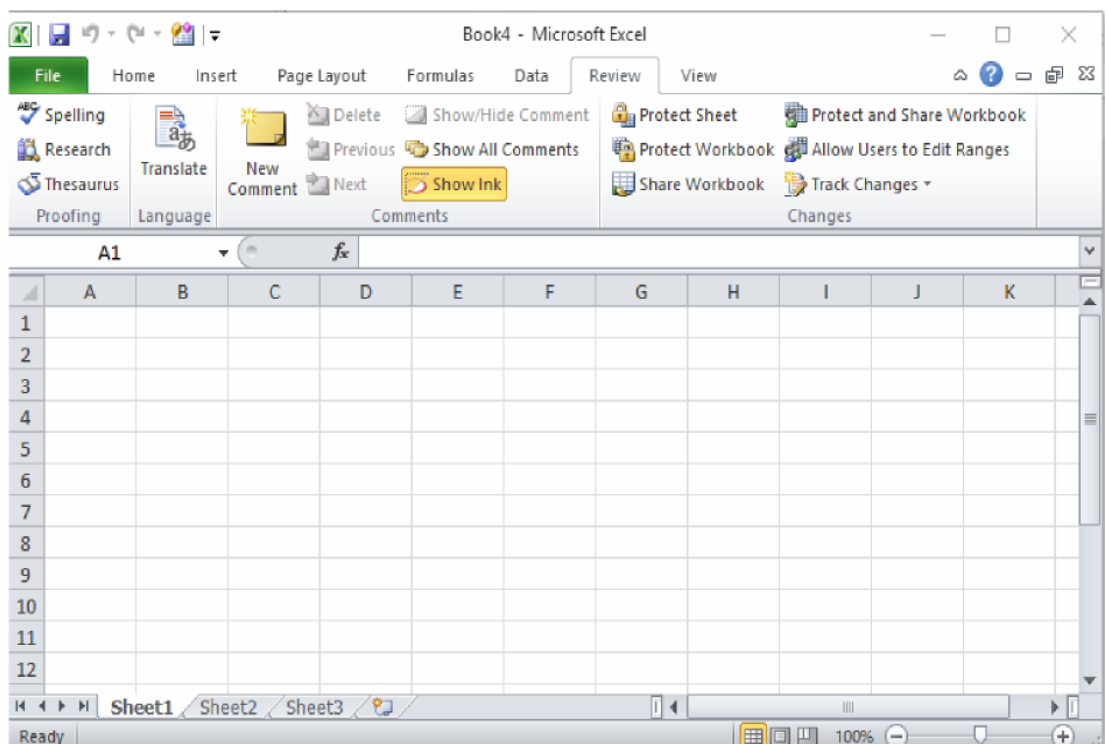 Book4 - Microsoft Excel
File Home Insert Page Layout Formulas Data Review View
ABC Spelling
Research
Thesaurus
Proofing
Translate
Language
New
Comment
Delete
Previous
Next
Show/Hide Comment
Show All Comments
Show Ink
Comments
Protect Sheet
Protect Workbook
Share Workbook
Protect and Share Workbook
Allow Users to Edit Ranges
Track Changes
Changes
A1 fx
A B C D E F G H I J K
1
2
3
4
5
6
7
8
9
10
11
12
Sheet1 Sheet2 Sheet3
Ready 100%